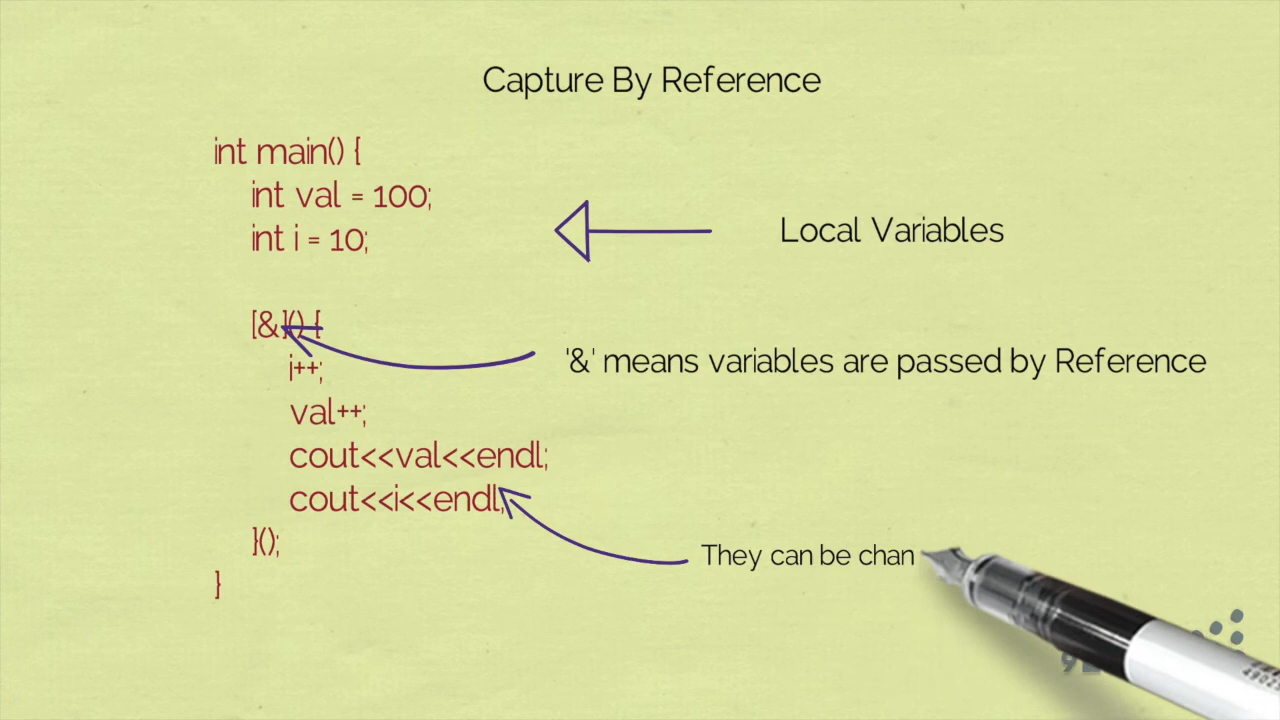 Capture By Reference
int main() {
int val = 100;
int i = 10;
Local Variables
[&]() {
'&' means variables are passed by Reference
i++;
val++;
cout<<val<<endl;
cout<<i<<endl;
}();
They can be chan
}